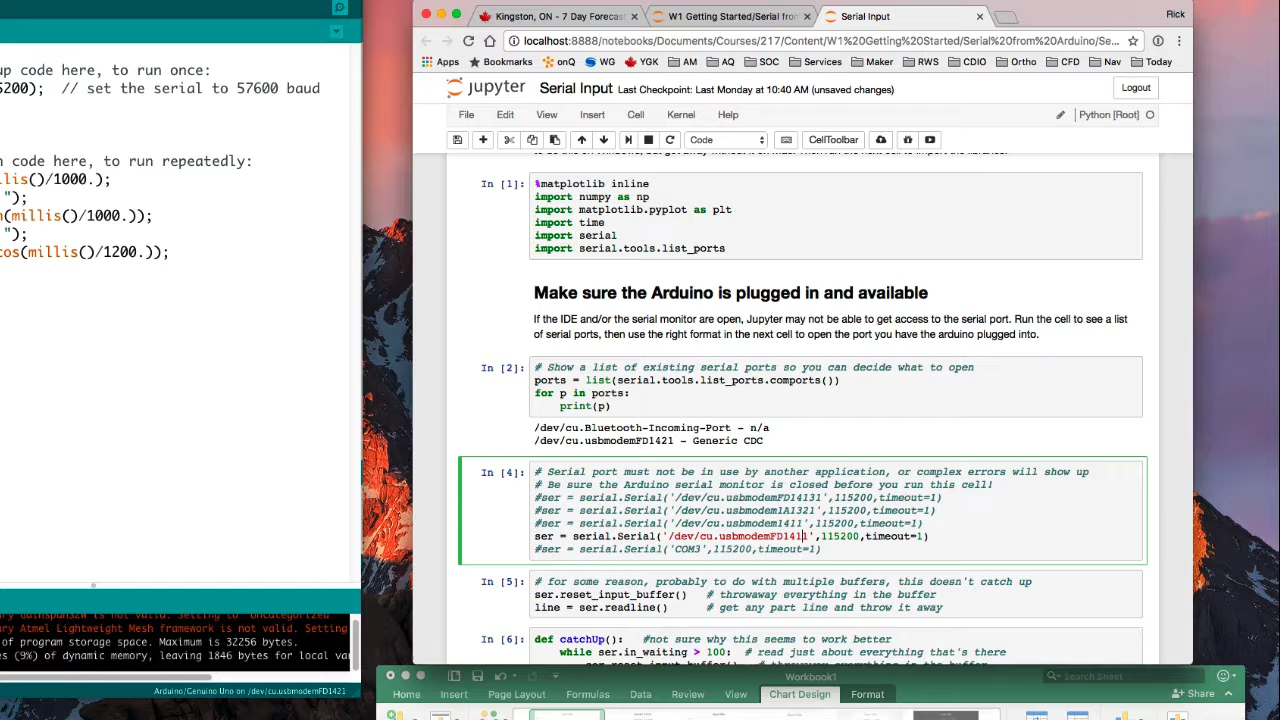 up code here, to run once:
5200);  // set the serial to 57600 baud
n code here, to run repeatedly:
llis()/1000.);
");
n(millis()/1000.));
");
cos(millis()/1200.));
ry Atmel Lightweight Mesh framework is not valid. Setting
of program storage space. Maximum is 32256 bytes.
es (9%) of dynamic memory, leaving 1846 bytes for local va
Arduino/Genuino Uno on /dev/cu.usbmodemFD1421
Kingston, ON - 7 Day Forecast
W1 Getting Started/Serial from
Serial Input
Rick
localhost:8888/notebooks/Documents/Courses/217/Content/W1%20Getting%20Started/Serial%20from%20Arduino/Se...
Apps Bookmarks onQ WG YGK AM AQ SOC Services Maker RWS CDIO Ortho CFD Nav Today
jupyter Serial Input Last Checkpoint: Last Monday at 10:40 AM (unsaved changes) Logout
File Edit View Insert Cell Kernel Help Python [Root]
Code CellToolbar
In [1]: %matplotlib inline
import numpy as np
import matplotlib.pyplot as plt
import time
import serial
import serial.tools.list_ports
Make sure the Arduino is plugged in and available
If the IDE and/or the serial monitor are open, Jupyter may not be able to get access to the serial port. Run the cell to see a list
of serial ports, then use the right format in the next cell to open the port you have the arduino plugged into.
In [2]: # Show a list of existing serial ports so you can decide what to open
ports = list(serial.tools.list_ports.comports())
for p in ports:
    print(p)
/dev/cu.Bluetooth-Incoming-Port - n/a
/dev/cu.usbmodemFD1421 - Generic CDC
In [4]: # Serial port must not be in use by another application, or complex errors will show up
# Be sure the Arduino serial monitor is closed before you run this cell!
#ser = serial.Serial('/dev/cu.usbmodemFD14131',115200,timeout=1)
#ser = serial.Serial('/dev/cu.usbmodem1A1321',115200,timeout=1)
#ser = serial.Serial('/dev/cu.usbmodem1411',115200,timeout=1)
ser = serial.Serial('/dev/cu.usbmodemFD1411',115200,timeout=1)
#ser = serial.Serial('COM3',115200,timeout=1)
In [5]: # for some reason, probably to do with multiple buffers, this doesn't catch up
ser.reset_input_buffer()   # throwaway everything in the buffer
line = ser.readline()      # get any part line and throw it away
In [6]: def catchUp():   #not sure why this seems to work better
    while ser.in_waiting > 100:  # read just about everything that's there
Workbook1
Search Sheet
Home Insert Page Layout Formulas Data Review View Chart Design Format Share